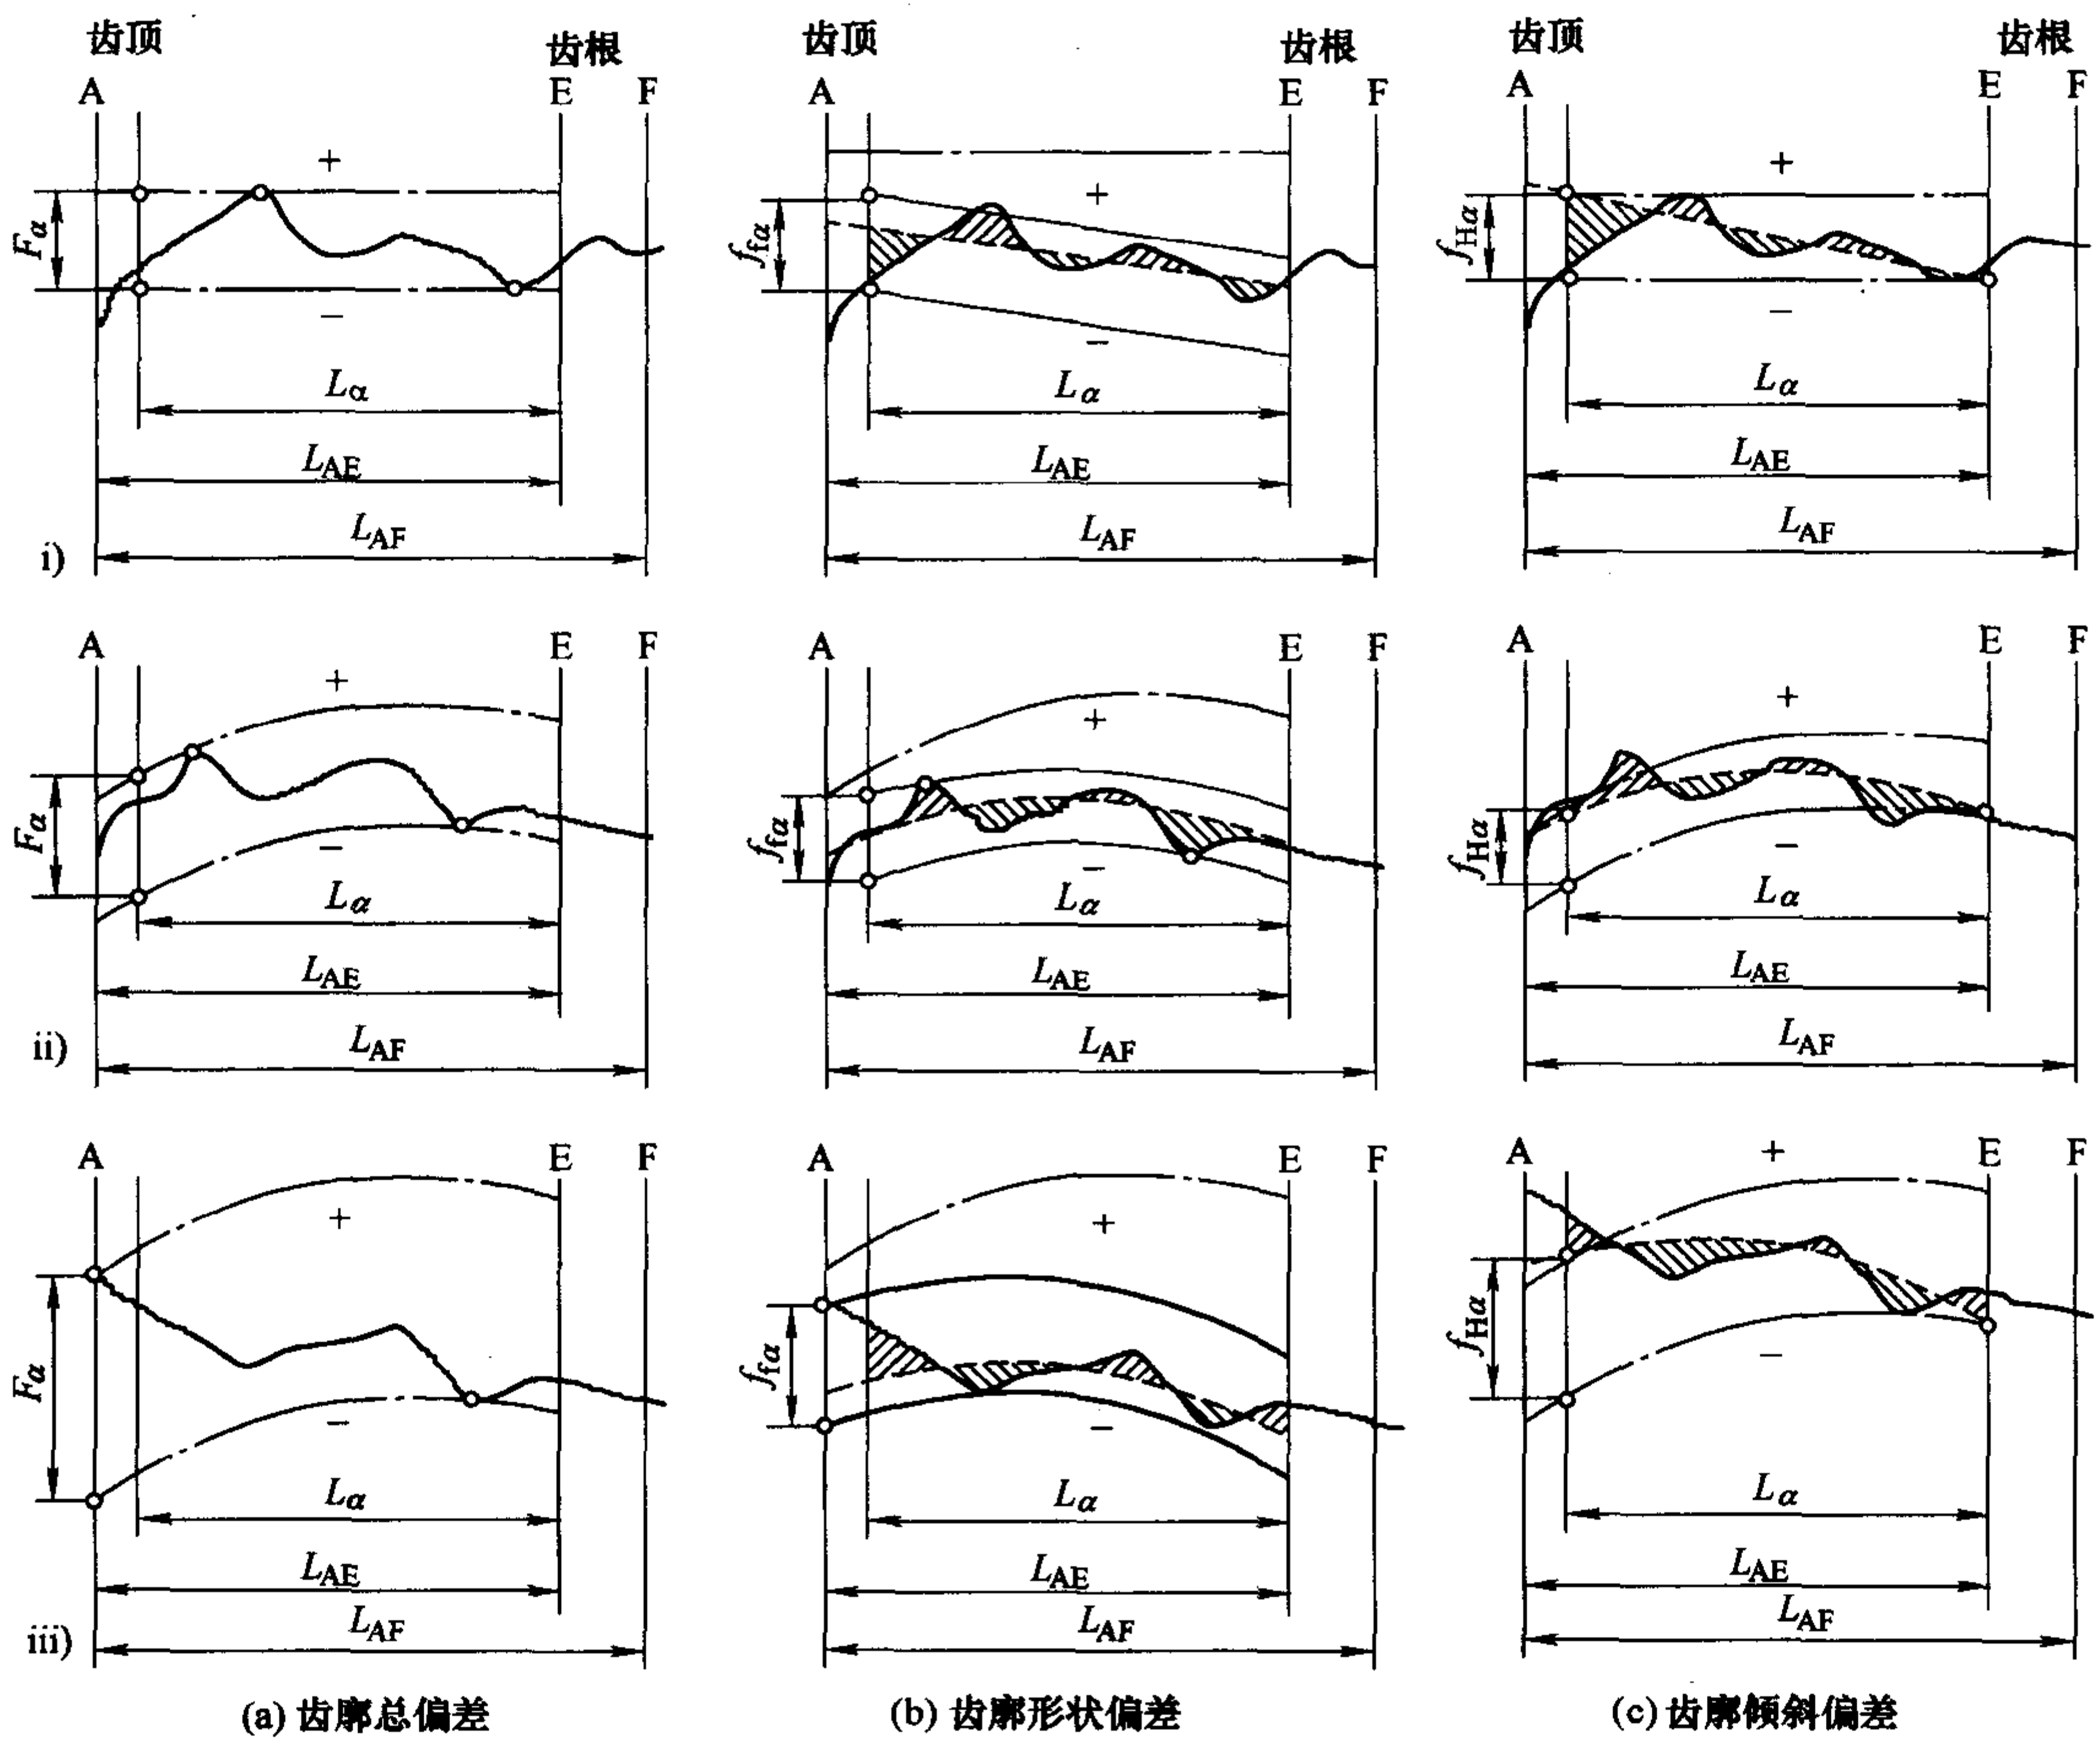 齿顶 齿根 齿顶 齿根 齿顶 齿根
A E F A E F A E F
+ + +
Fα ffα fHα
− − −
Lα Lα Lα
LAE LAE LAE
LAF LAF LAF
i)
A E F A E F A E F
+ + +
Fα ffα fHα
− − −
Lα Lα Lα
LAE LAE LAE
LAF LAF LAF
ii)
A E F A E F A E F
+ + +
Fα ffα fHα
− − −
Lα Lα Lα
LAE LAE LAE
LAF LAF LAF
iii)
(a) 齿廓总偏差 (b) 齿廓形状偏差 (c) 齿廓倾斜偏差